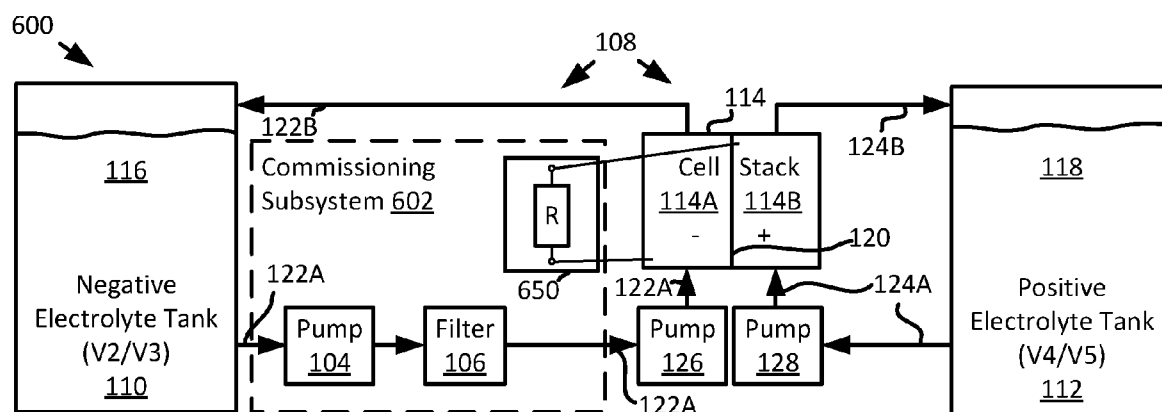 600
108
122B
114
124B
116
Commissioning
Subsystem 602
R
650
Cell Stack
114A 114B
- +
120
118
Negative
Electrolyte Tank
(V2/V3)
110
122A
Pump
104
Filter
106
122A
122A
Pump
126
Pump
128
124A
Positive
Electrolyte Tank
(V4/V5)
112